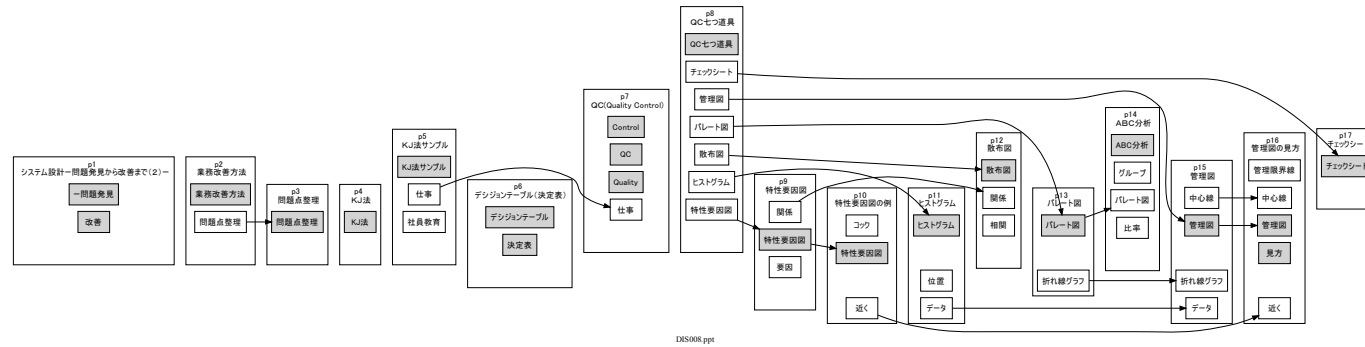 p1
システム設計－問題発見から改善まで（2）－
－問題発見
改善
p2
業務改善方法
業務改善方法
問題点整理
p3
問題点整理
問題点整理
p4
KJ法
KJ法
p5
KJ法サンプル
KJ法サンプル
仕事
社員教育
p6
デシジョンテーブル（決定表）
デシジョンテーブル
決定表
p7
QC(Quality Control)
Control
QC
Quality
仕事
p8
QC七つ道具
QC七つ道具
チェックシート
管理図
パレート図
散布図
ヒストグラム
特性要因図
p9
特性要因図
関係
特性要因図
要因
p10
特性要因図の例
コック
特性要因図
近く
p11
ヒストグラム
ヒストグラム
位置
データ
p12
散布図
散布図
関係
相関
p13
パレート図
パレート図
折れ線グラフ
p14
ABC分析
ABC分析
グループ
パレート図
比率
p15
管理図
中心線
管理図
折れ線グラフ
データ
p16
管理図の見方
管理限界線
中心線
管理図
見方
近く
p17
チェックシー
チェックシート
DIS008.ppt